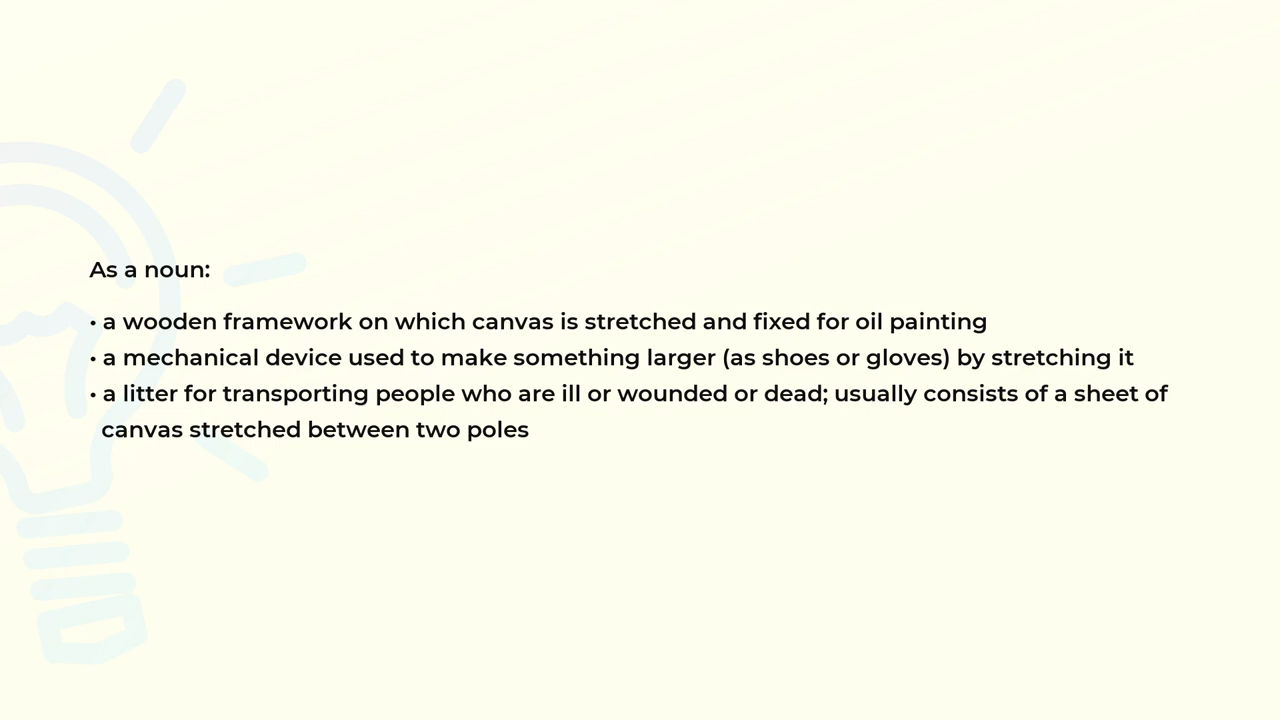 As a noun:
• a wooden framework on which canvas is stretched and fixed for oil painting
• a mechanical device used to make something larger (as shoes or gloves) by stretching it
• a litter for transporting people who are ill or wounded or dead; usually consists of a sheet of
canvas stretched between two poles